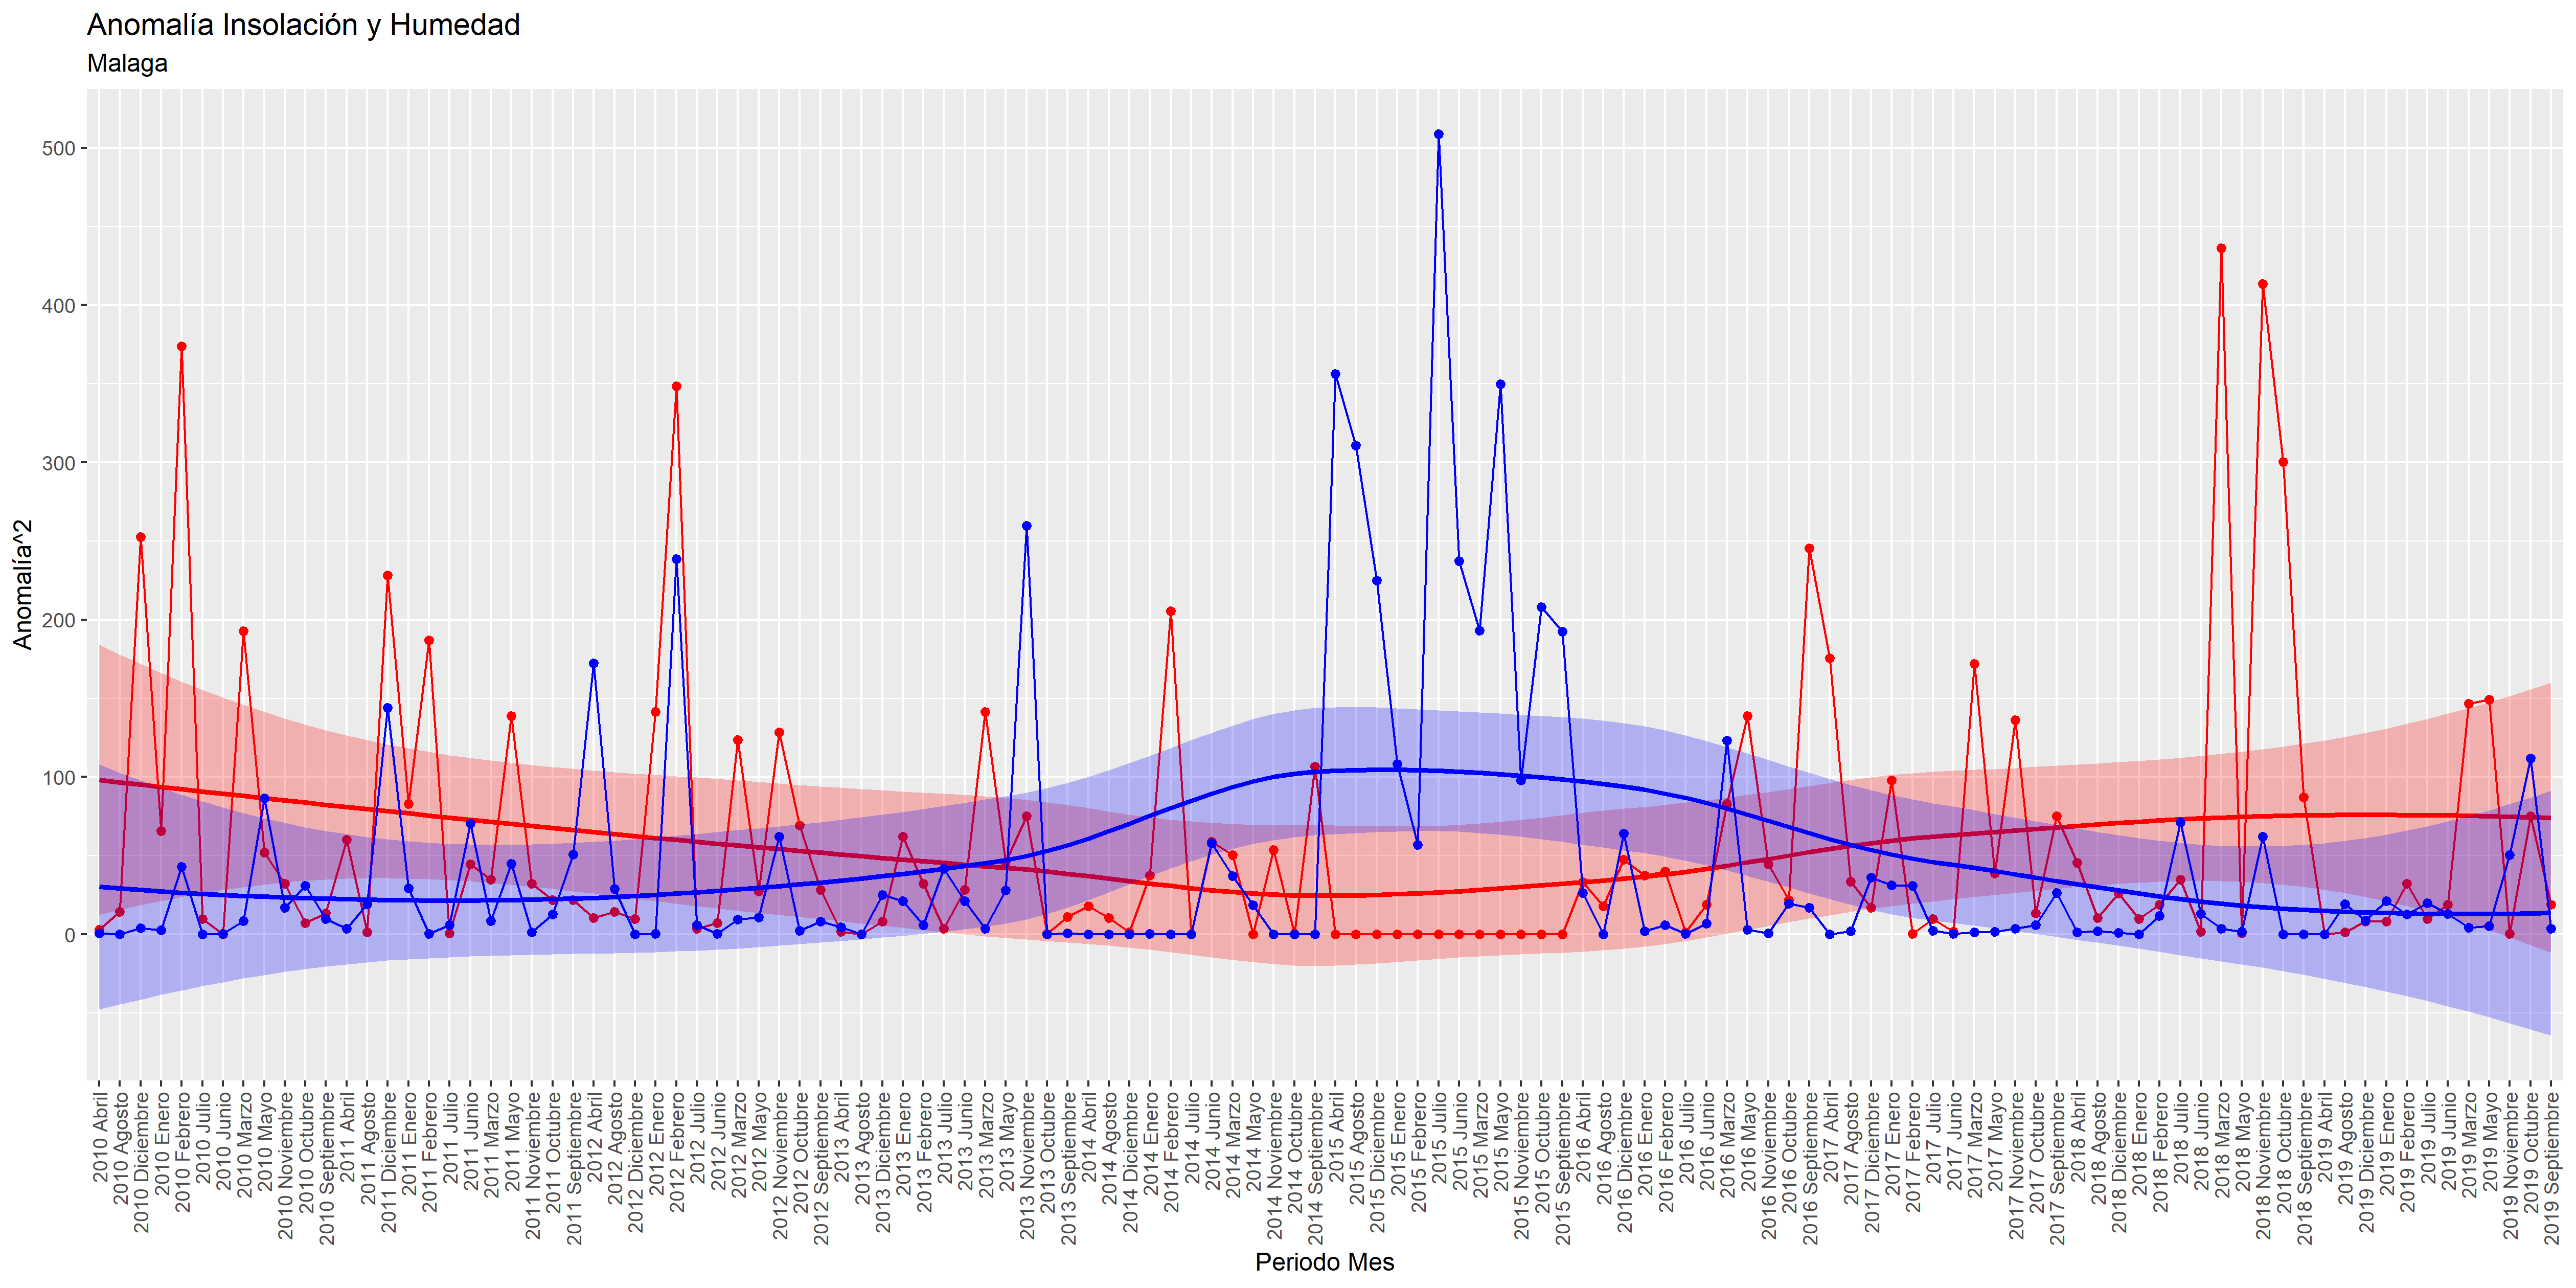 Anomalía Insolación y Humedad
Malaga
Anomalía^2
500
400
300
200
100
0
2010 Abril
2010 Agosto
2010 Diciembre
2010 Enero
2010 Febrero
2010 Julio
2010 Junio
2010 Marzo
2010 Mayo
2010 Noviembre
2010 Octubre
2010 Septiembre
2011 Abril
2011 Agosto
2011 Diciembre
2011 Enero
2011 Febrero
2011 Julio
2011 Junio
2011 Marzo
2011 Mayo
2011 Noviembre
2011 Octubre
2011 Septiembre
2012 Abril
2012 Agosto
2012 Diciembre
2012 Enero
2012 Febrero
2012 Julio
2012 Junio
2012 Marzo
2012 Mayo
2012 Noviembre
2012 Octubre
2012 Septiembre
2013 Abril
2013 Agosto
2013 Diciembre
2013 Enero
2013 Febrero
2013 Julio
2013 Junio
2013 Marzo
2013 Mayo
2013 Noviembre
2013 Octubre
2013 Septiembre
2014 Abril
2014 Agosto
2014 Diciembre
2014 Enero
2014 Febrero
2014 Julio
2014 Junio
2014 Marzo
2014 Mayo
2014 Noviembre
2014 Octubre
2014 Septiembre
2015 Abril
2015 Agosto
2015 Diciembre
2015 Enero
2015 Febrero
2015 Julio
2015 Junio
2015 Marzo
2015 Mayo
2015 Noviembre
2015 Octubre
2015 Septiembre
2016 Abril
2016 Agosto
2016 Diciembre
2016 Enero
2016 Febrero
2016 Julio
2016 Junio
2016 Marzo
2016 Mayo
2016 Noviembre
2016 Octubre
2016 Septiembre
2017 Abril
2017 Agosto
2017 Diciembre
2017 Enero
2017 Febrero
2017 Julio
2017 Junio
2017 Marzo
2017 Mayo
2017 Noviembre
2017 Octubre
2017 Septiembre
2018 Abril
2018 Agosto
2018 Diciembre
2018 Enero
2018 Febrero
2018 Julio
2018 Junio
2018 Marzo
2018 Mayo
2018 Noviembre
2018 Octubre
2018 Septiembre
2019 Abril
2019 Agosto
2019 Diciembre
2019 Enero
2019 Febrero
2019 Julio
2019 Junio
2019 Marzo
2019 Mayo
2019 Noviembre
2019 Octubre
2019 Septiembre
Periodo Mes